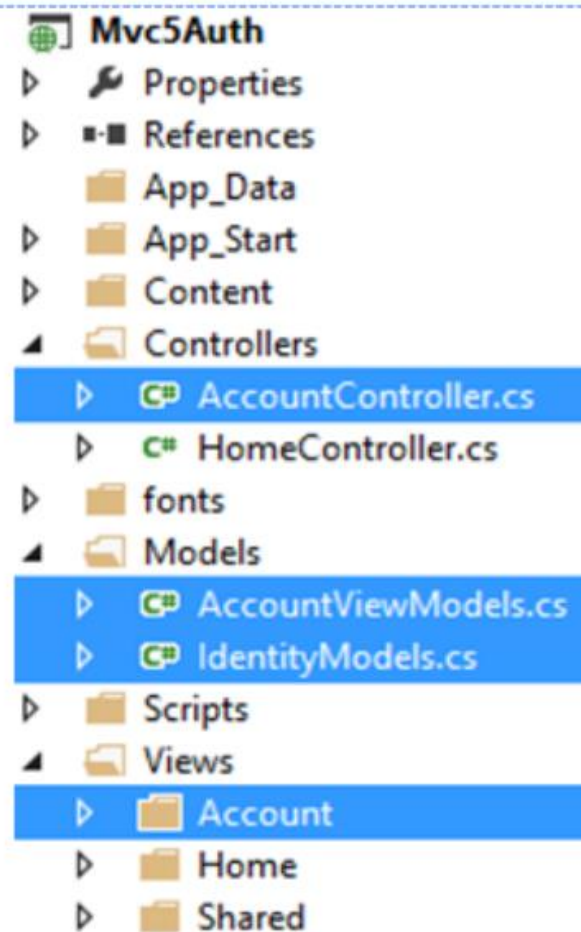 Mvc5Auth
Properties
References
App_Data
App_Start
Content
Controllers
C# AccountController.cs
C# HomeController.cs
fonts
Models
C# AccountViewModels.cs
C# IdentityModels.cs
Scripts
Views
Account
Home
Shared